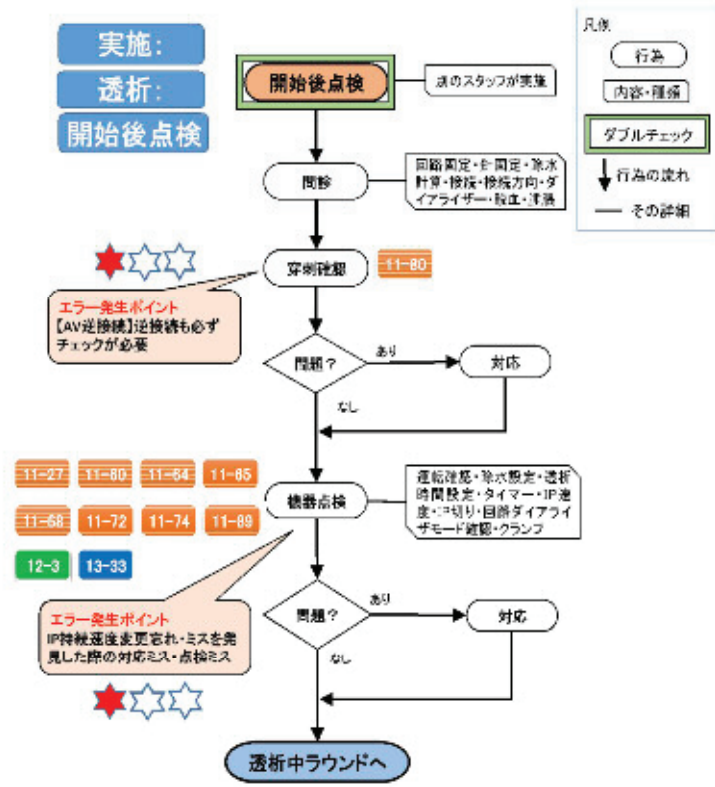 実施:
透析:
開始後点検
開始後点検
別のスタッフが実施
凡例
行為
内容・種類
ダブルチェック
行為の流れ
その詳細
問診
回路固定・針固定・除水
計算・接続・接続方向・ダ
イアライザー・脱血・
穿刺確認
11-80
エラー発生ポイント
【AV逆接続】逆接続も必ず
チェックが必要
問題?
あり
対応
なし
11-27
11-60
11-64
11-65
11-68
11-72
11-74
11-89
12-3
13-33
機器点検
運転確認・除水設定・透析
時間設定・タイマー・IP速
度・IP切り・回路ダイアライ
ザモード確認・クランプ
エラー発生ポイント
IP持続速度変更忘れ・ミスを発
見した際の対応ミス・点検ミス
問題?
あり
対応
なし
透析中ラウンドへ